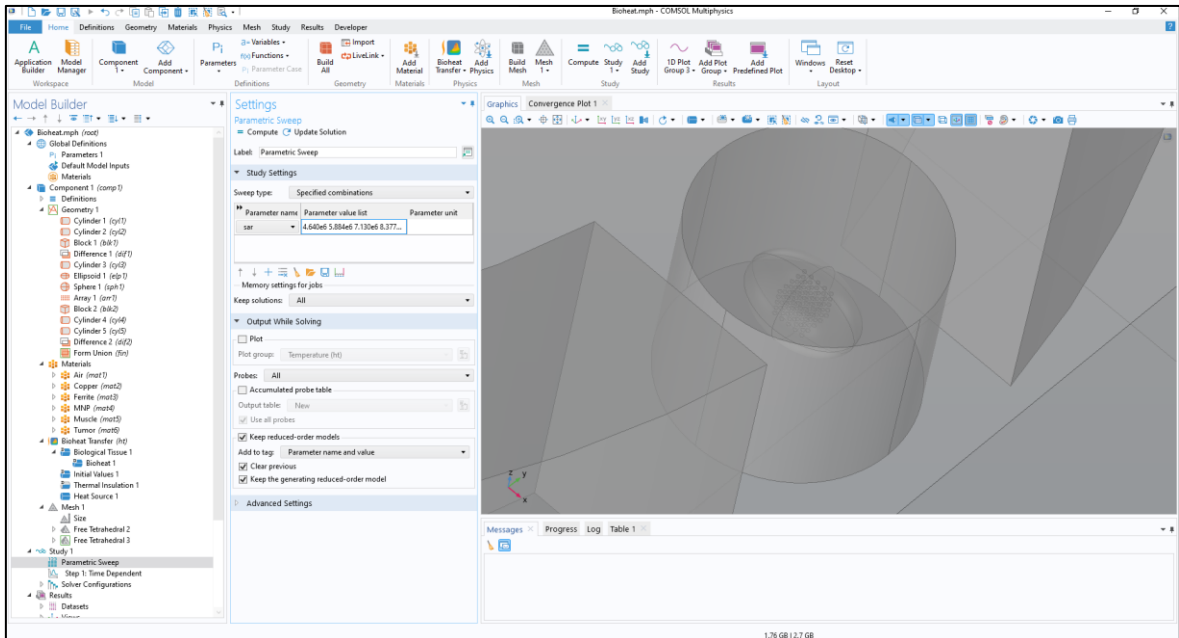 Bioheat.mph - COMSOL Multiphysics
File Home Definitions Geometry Materials Physics Mesh Study Results Developer
Application Builder
Model Manager
Workspace
Component 1
Add Component
Model
Parameters
a= Variables
f(x) Functions
Pi Parameter Case
Definitions
Build All
Import
LiveLink
Geometry
Add Material
Materials
Bioheat Transfer
Add Physics
Physics
Build Mesh
Mesh 1
Mesh
Compute
Study 1
Add Study
Study
1D Plot Group 3
Add Plot Group
Add Predefined Plot
Results
Windows
Reset Desktop
Layout
Model Builder
Bioheat.mph (root)
Global Definitions
Pi Parameters 1
Default Model Inputs
Materials
Component 1 (comp1)
Definitions
Geometry 1
Cylinder 1 (cyl1)
Cylinder 2 (cyl2)
Block 1 (blk1)
Difference 1 (dif1)
Cylinder 3 (cyl3)
Ellipsoid 1 (elp1)
Sphere 1 (sph1)
Array 1 (arr1)
Block 2 (blk2)
Cylinder 4 (cyl4)
Cylinder 5 (cyl5)
Difference 2 (dif2)
Form Union (fin)
Materials
Air (mat1)
Copper (mat2)
Ferrite (mat3)
MNP (mat4)
Muscle (mat5)
Tumor (mat6)
Bioheat Transfer (ht)
Biological Tissue 1
Bioheat 1
Initial Values 1
Thermal Insulation 1
Heat Source 1
Mesh 1
Size
Free Tetrahedral 2
Free Tetrahedral 3
Study 1
Parametric Sweep
Step 1: Time Dependent
Solver Configurations
Results
Datasets
Views
Settings
Parametric Sweep
= Compute Update Solution
Label: Parametric Sweep
Study Settings
Sweep type: Specified combinations
Parameter name Parameter value list Parameter unit
sar 4.640e6 5.884e6 7.130e6 8.377...
Memory settings for jobs
Keep solutions: All
Output While Solving
Plot
Plot group: Temperature (ht)
Probes: All
Accumulated probe table
Output table: New
Use all probes
Keep reduced-order models
Add to tag: Parameter name and value
Clear previous
Keep the generating reduced-order model
Advanced Settings
Graphics Convergence Plot 1
z y
x
Messages Progress Log Table 1
1.76 GB | 2.7 GB